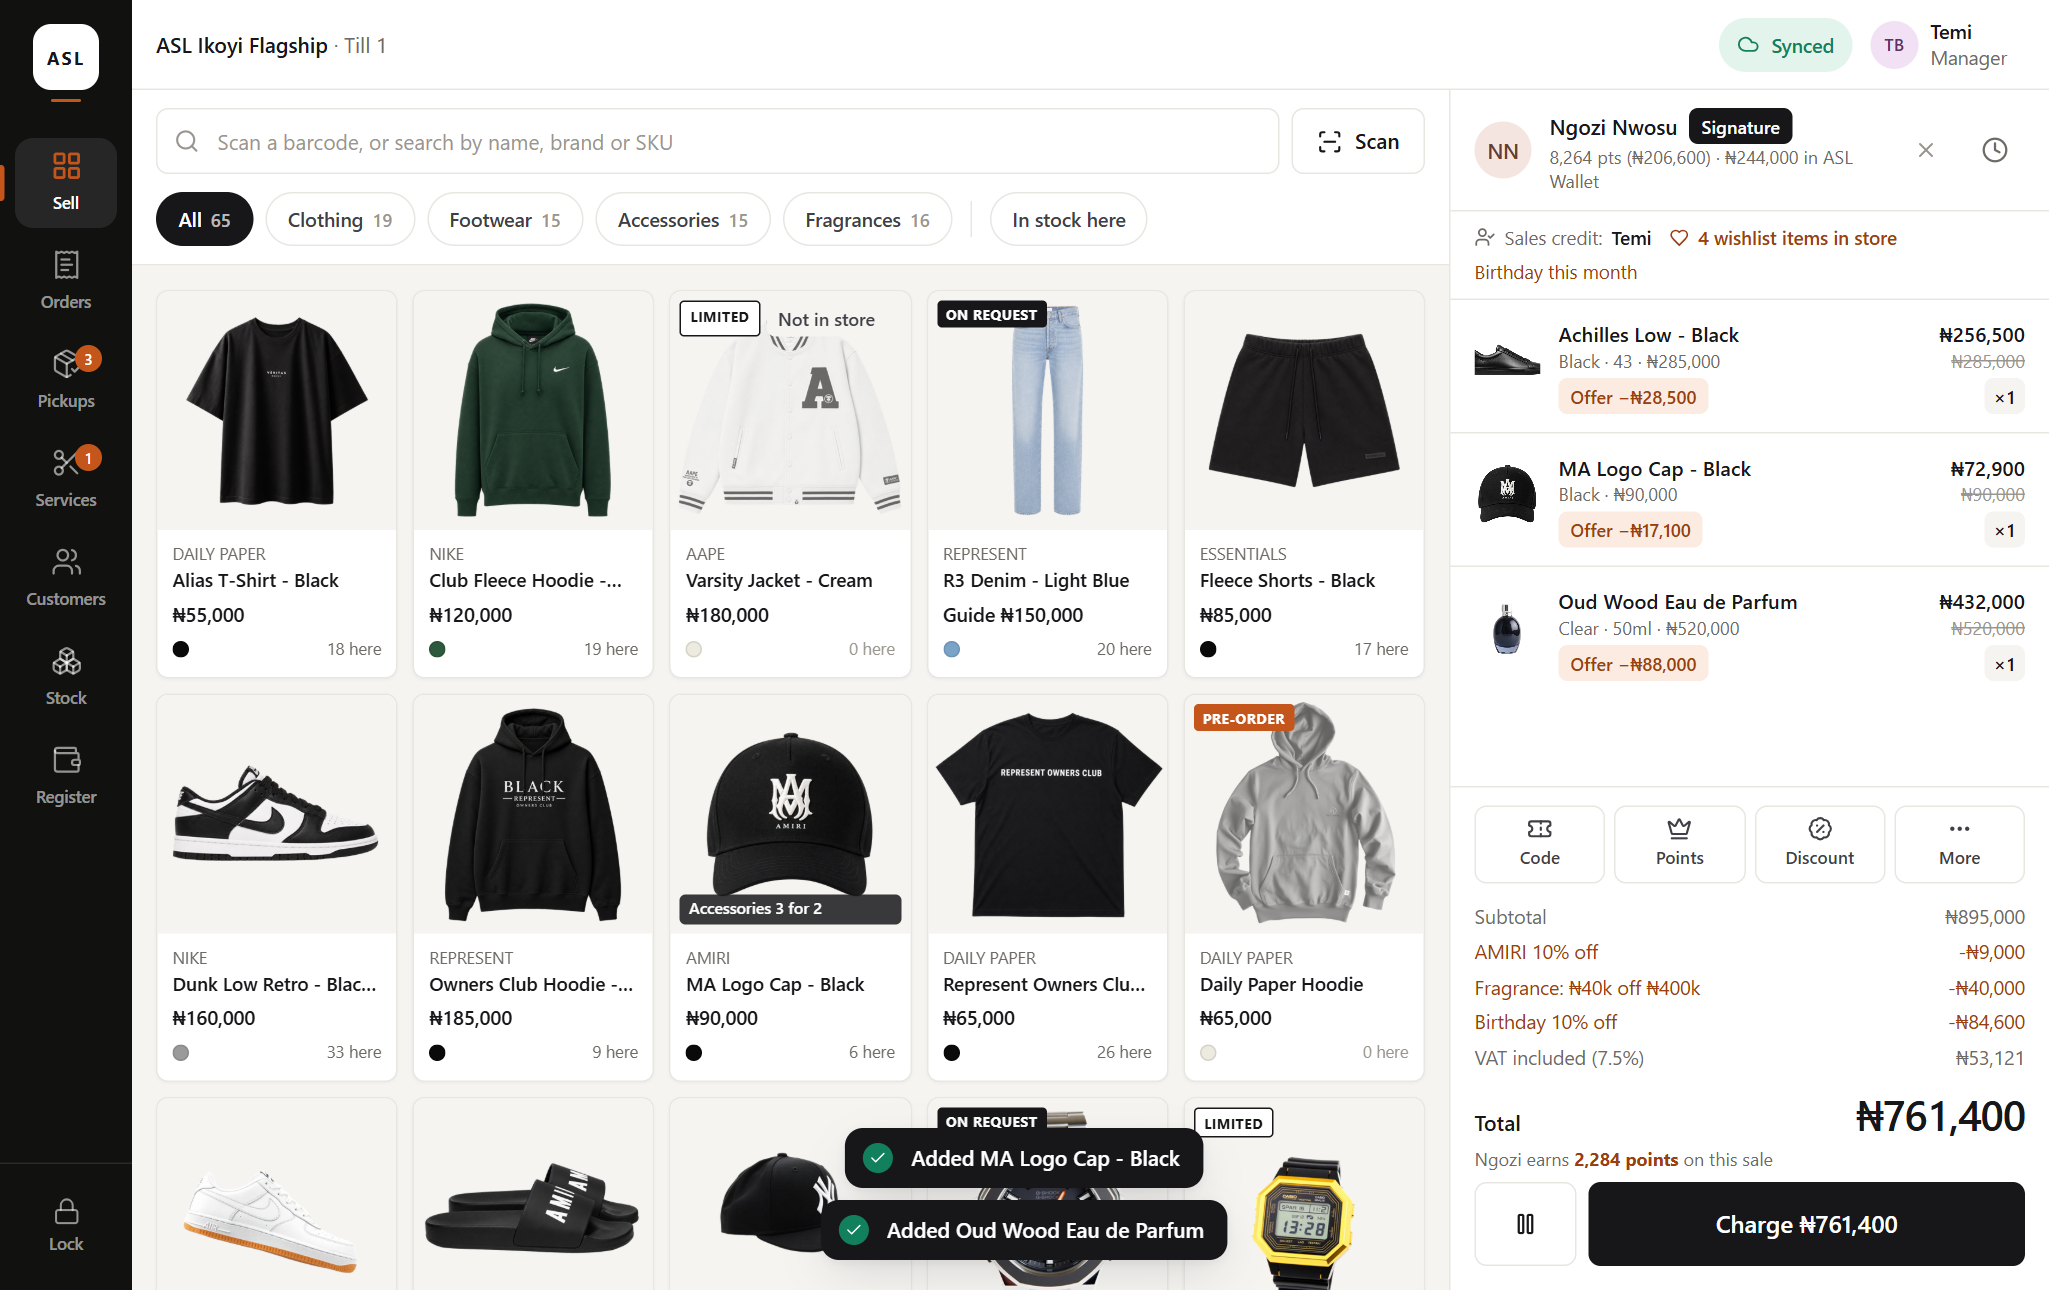 ASL
Sell
Orders
Pickups
3
Services
1
Customers
Stock
Register
Lock
ASL Ikoyi Flagship · Till 1
Synced
TB
Temi
Manager
Scan a barcode, or search by name, brand or SKU
Scan
All 65
Clothing 19
Footwear 15
Accessories 15
Fragrances 16
In stock here
DAILY PAPER
Alias T-Shirt - Black
₦55,000
18 here
NIKE
Club Fleece Hoodie -...
₦120,000
19 here
LIMITED
Not in store
A
AAPE
AAPE
Varsity Jacket - Cream
₦180,000
0 here
ON REQUEST
REPRESENT
R3 Denim - Light Blue
Guide ₦150,000
20 here
ESSENTIALS
Fleece Shorts - Black
₦85,000
17 here
NIKE
Dunk Low Retro - Blac...
₦160,000
33 here
BLACK
REPRESENT
OWNERS CLUB
REPRESENT
Owners Club Hoodie -...
₦185,000
9 here
AMIRI
Accessories 3 for 2
AMIRI
MA Logo Cap - Black
₦90,000
6 here
REPRESENT OWNERS CLUB
DAILY PAPER
Represent Owners Clu...
₦65,000
26 here
PRE-ORDER
DAILY PAPER
Daily Paper Hoodie
₦65,000
0 here
ON REQUEST
LIMITED
CASIO
13:28
Added MA Logo Cap - Black
Added Oud Wood Eau de Parfum
NN
Ngozi Nwosu
Signature
8,264 pts (₦206,600) · ₦244,000 in ASL
Wallet
Sales credit: Temi
4 wishlist items in store
Birthday this month
Achilles Low - Black
₦256,500
Black · 43 · ₦285,000
₦285,000
Offer −₦28,500
×1
MA Logo Cap - Black
₦72,900
Black · ₦90,000
₦90,000
Offer −₦17,100
×1
Oud Wood Eau de Parfum
₦432,000
Clear · 50ml · ₦520,000
₦520,000
Offer −₦88,000
×1
Code
Points
Discount
More
Subtotal
₦895,000
AMIRI 10% off
-₦9,000
Fragrance: ₦40k off ₦400k
-₦40,000
Birthday 10% off
-₦84,600
VAT included (7.5%)
₦53,121
Total
₦761,400
Ngozi earns 2,284 points on this sale
Charge ₦761,400